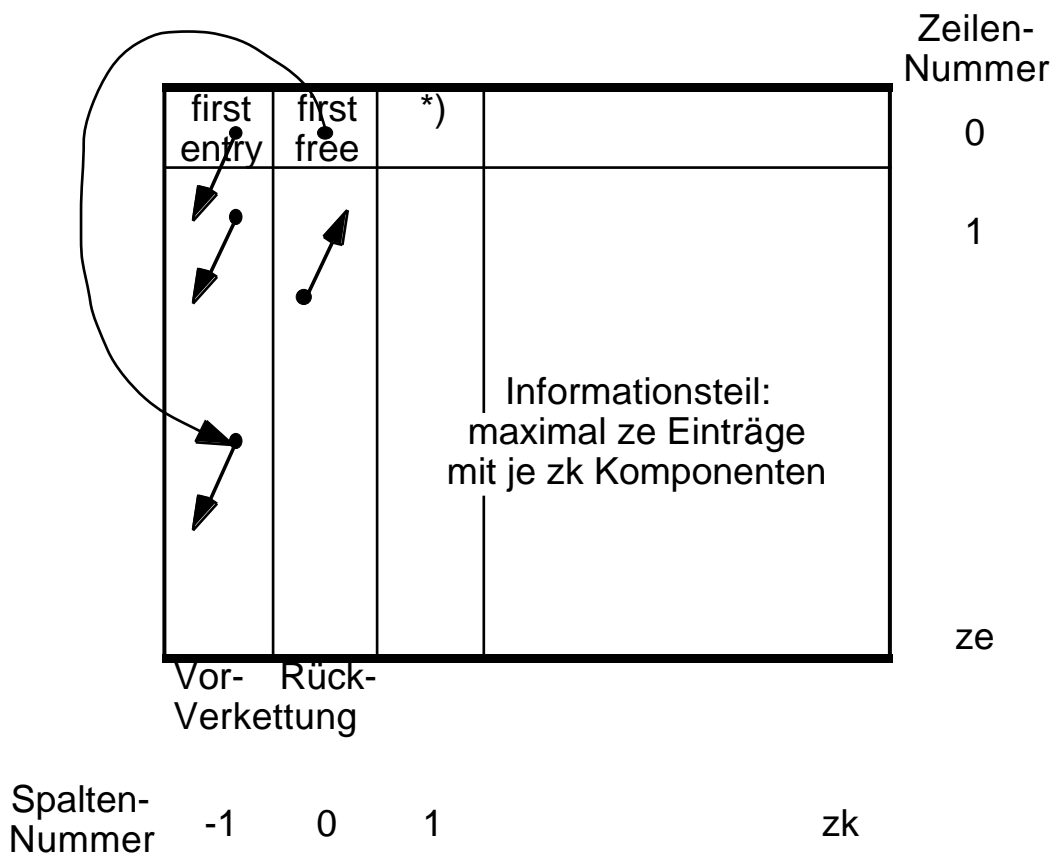 Zeilen-
Nummer
first first *)
entry free
0
1
Informationsteil:
maximal ze Einträge
mit je zk Komponenten
ze
Vor- Rück-
Verkettung
Spalten-
Nummer -1 0 1 zk